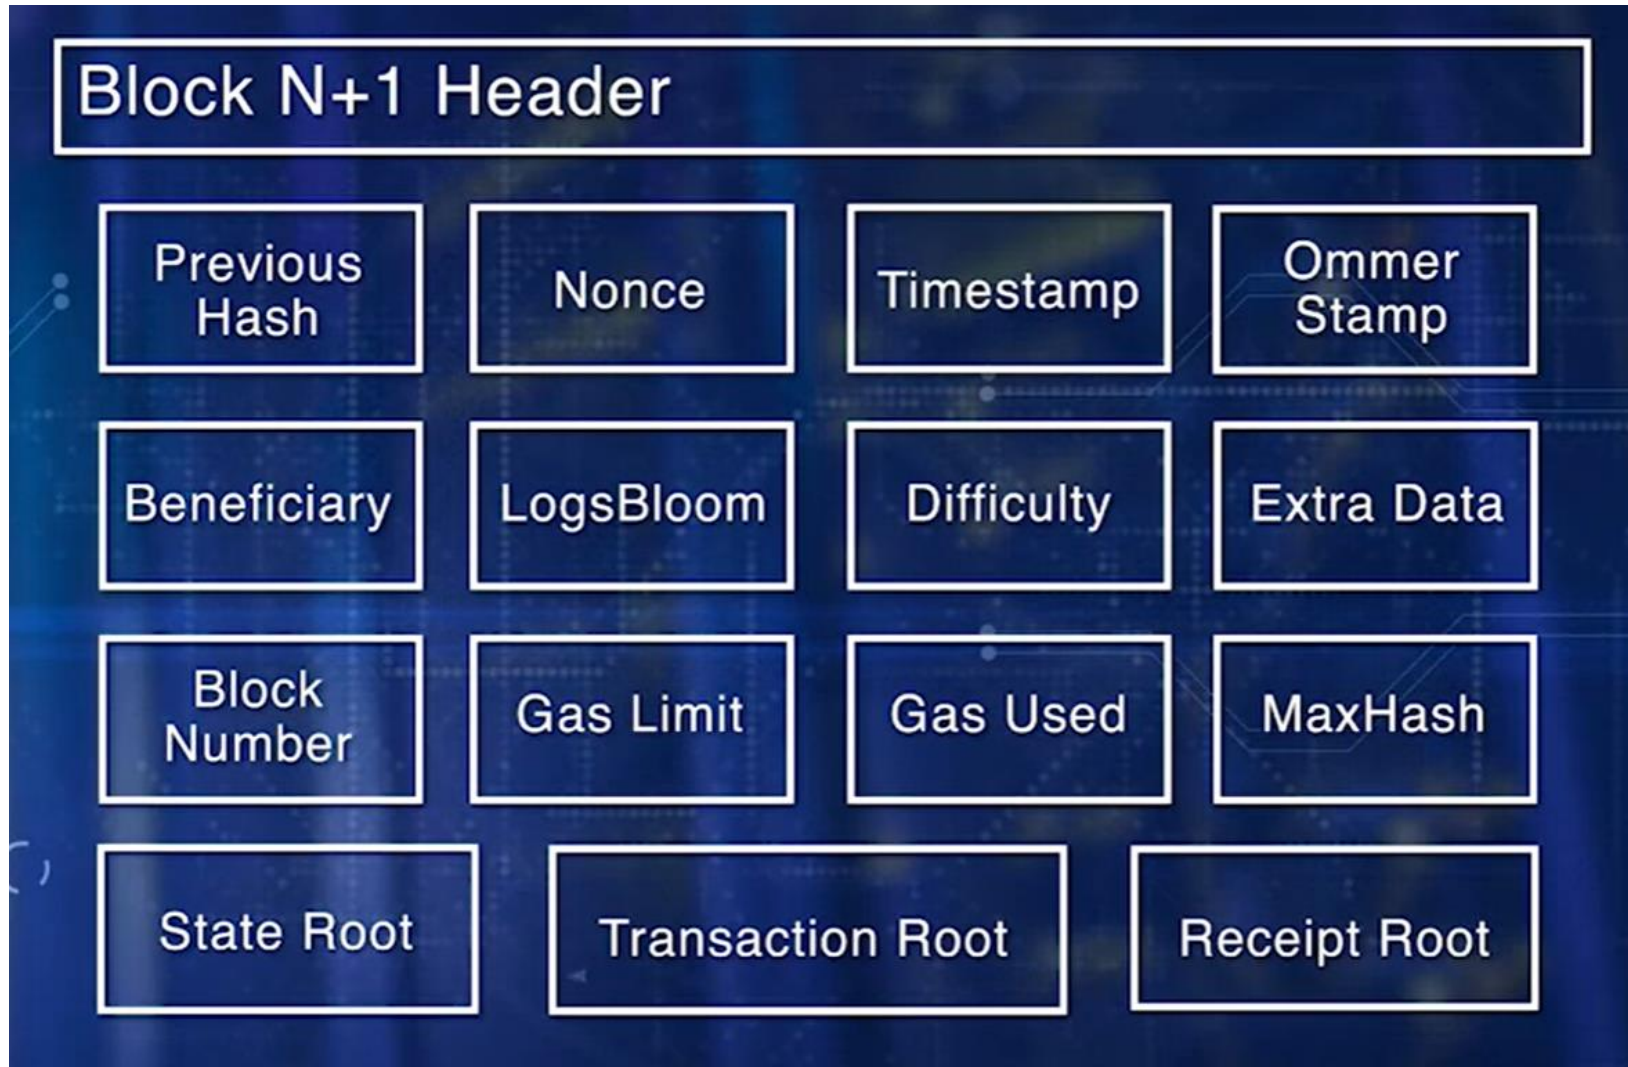 Block N+1 Header
Previous
Hash
Nonce
Timestamp
Ommer
Stamp
Beneficiary
LogsBloom
Difficulty
Extra Data
Block
Number
Gas Limit
Gas Used
MaxHash
State Root
Transaction Root
Receipt Root